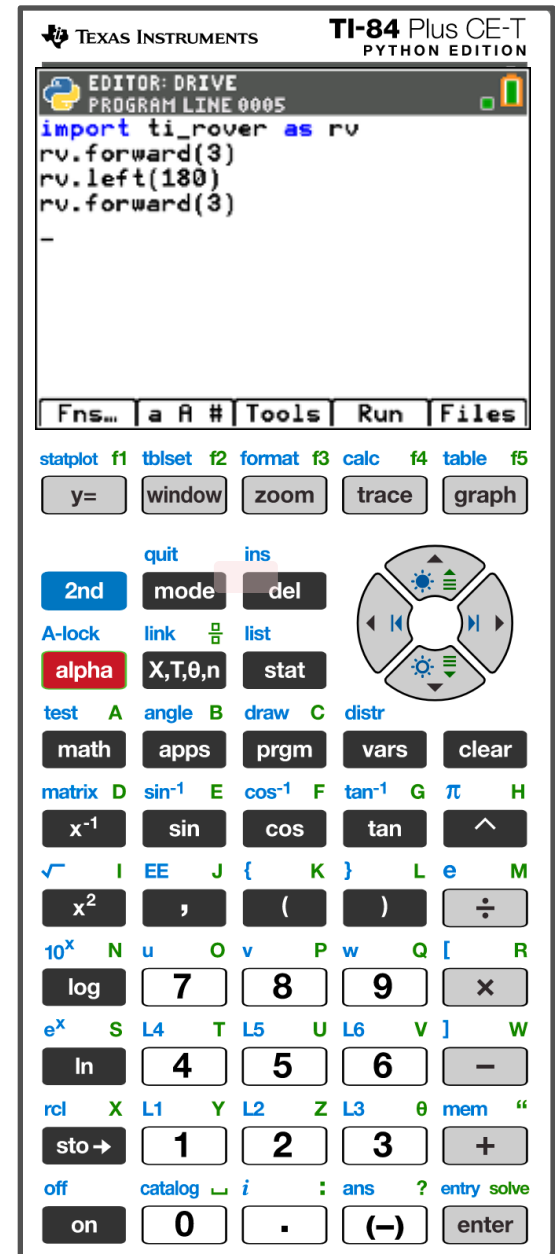 TEXAS INSTRUMENTS TI-84 Plus CE-T
PYTHON EDITION
EDITOR: DRIVE
PROGRAM LINE 0005
import ti_rover as rv
rv.forward(3)
rv.left(180)
rv.forward(3)
_
Fns… a A # Tools Run Files
statplot f1 tblset f2 format f3 calc f4 table f5
y= window zoom trace graph
quit ins
2nd mode del
A-lock link list
alpha X,T,θ,n stat
test A angle B draw C distr
math apps prgm vars clear
matrix D sin⁻¹ E cos⁻¹ F tan⁻¹ G π H
x⁻¹ sin cos tan ^
√ I EE J { K } L e M
x² , ( ) ÷
10ˣ N u O v P w Q [ R
log 7 8 9 ×
eˣ S L4 T L5 U L6 V ] W
ln 4 5 6 −
rcl X L1 Y L2 Z L3 θ mem “
sto→ 1 2 3 +
off catalog ⎵ i : ans ? entry solve
on 0 . (−) enter